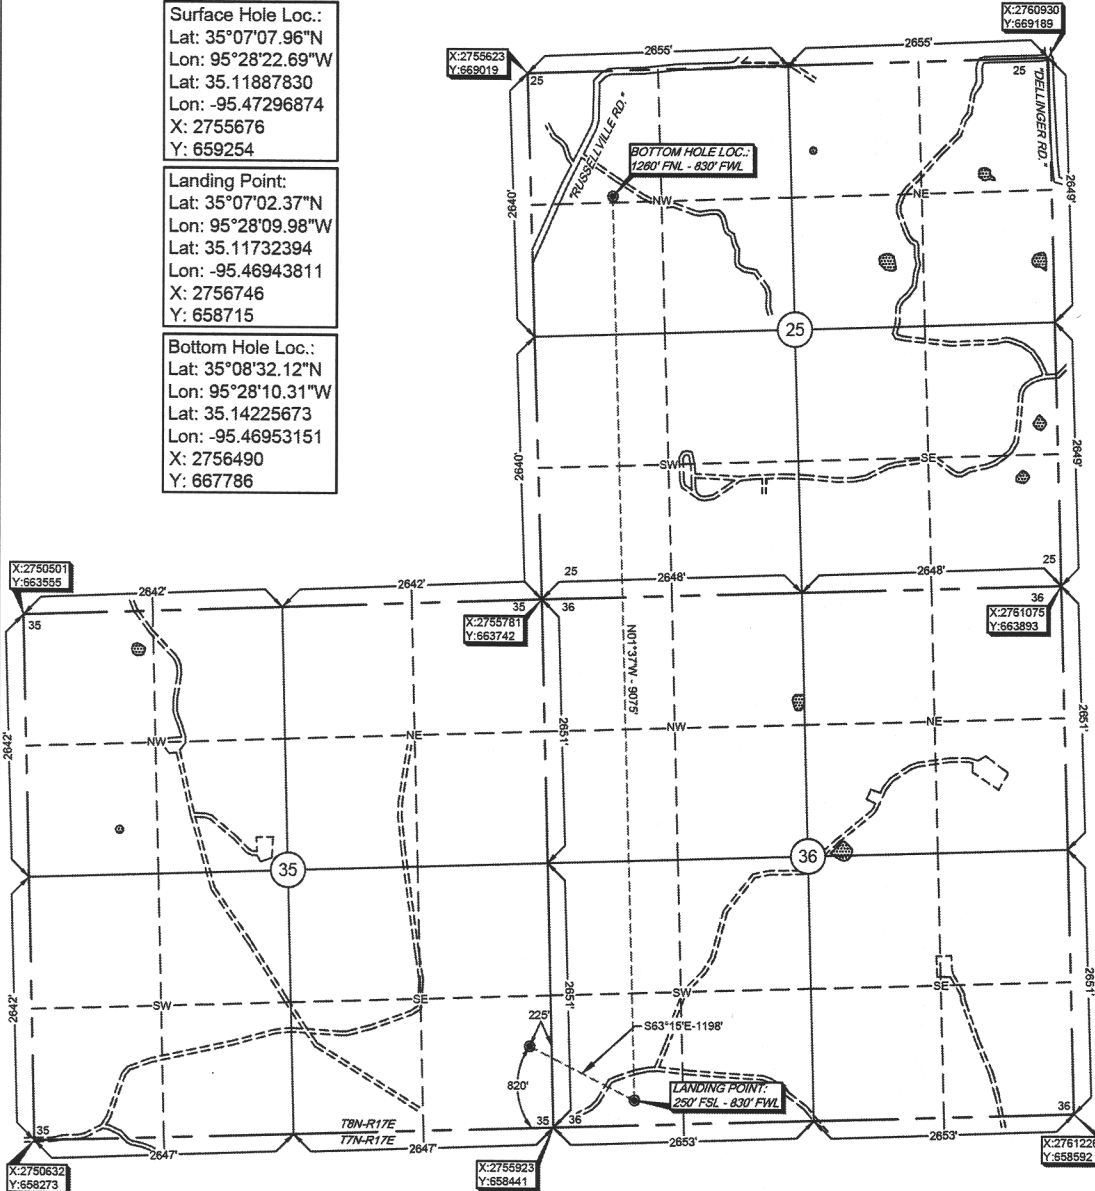 Surface Hole Loc.:
Lat: 35°07'07.96"N
Lon: 95°28'22.69"W
Lat: 35.11887830
Lon: -95.47296874
X: 2755676
Y: 659254
Landing Point:
Lat: 35°07'02.37"N
Lon: 95°28'09.98"W
Lat: 35.11732394
Lon: -95.46943811
X: 2756746
Y: 658715
Bottom Hole Loc.:
Lat: 35°08'32.12"N
Lon: 95°28'10.31"W
Lat: 35.14225673
Lon: -95.46953151
X: 2756490
Y: 667786
X:2755623
Y:669019
2655'
2655'
X:2760930
Y:669189
25
25
"RUSSELLVILLE RD."
"DELLINGER RD."
BOTTOM HOLE LOC.:
1260' FNL - 830' FWL
2640'
NW
NE
2649'
25
2640'
SW
SE
2649'
X:2750501
Y:663555
2642'
2642'
25
2648'
2648'
25
35
35
36
36
X:2755781
Y:663742
X:2761075
Y:663893
N01°37'W - 9075'
2642'
NW
NE
2651'
NW
NE
2651'
35
36
2642'
SW
SE
2651'
SW
SE
2651'
225'
S63°15'E-1198'
820'
LANDING POINT:
250' FSL - 830' FWL
35
T8N-R17E
T7N-R17E
35
36
36
2647'
2647'
2653'
2653'
X:2750632
Y:658273
X:2755923
Y:658441
X:2761226
Y:658592